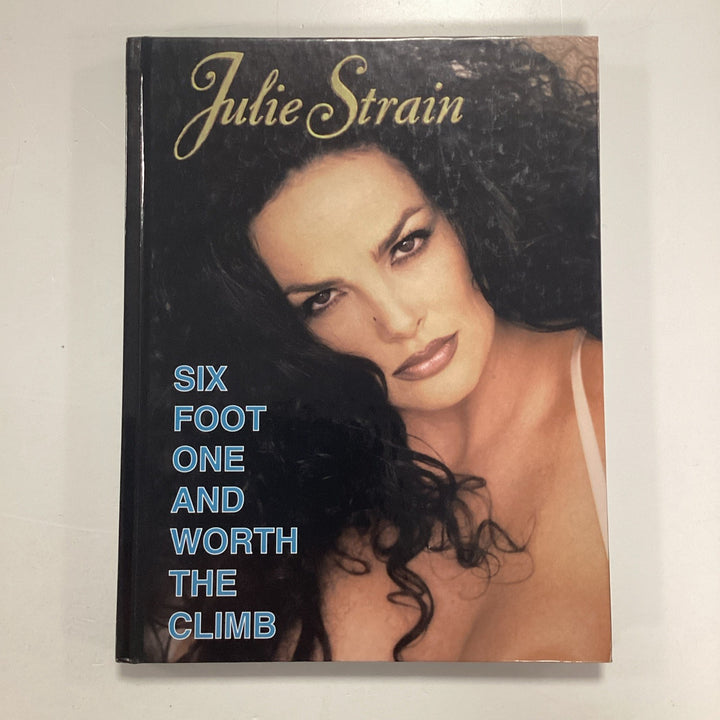 Julie Strain
SIX
FOOT
ONE
AND
WORTH
THE
CLIMB